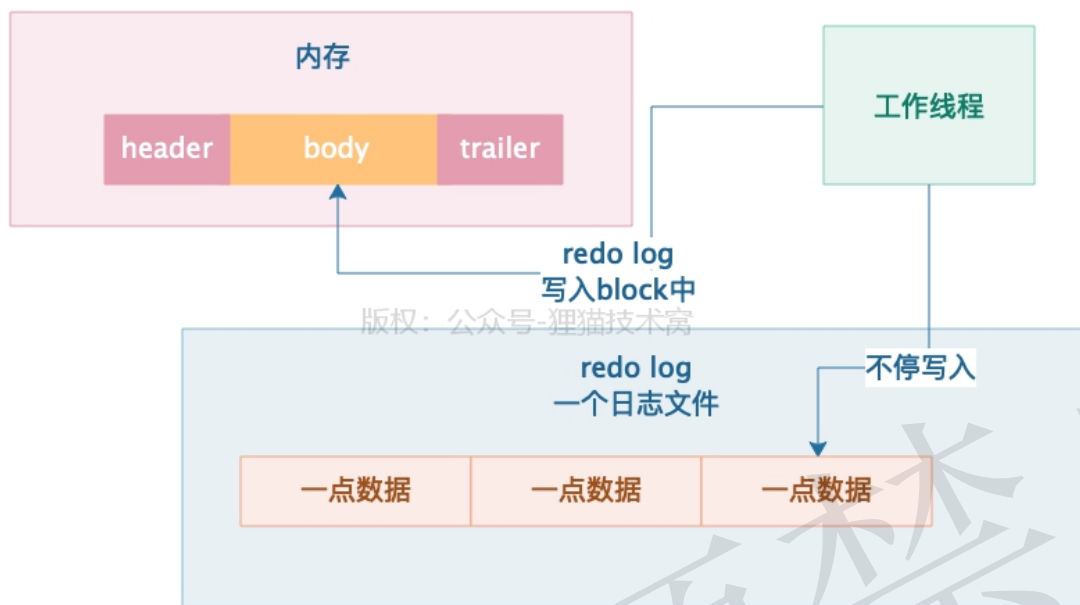 内存
header body trailer
工作线程
redo log
写入block中
版权：公众号-狸猫技术窝
redo log
一个日志文件
不停写入
一点数据 一点数据 一点数据